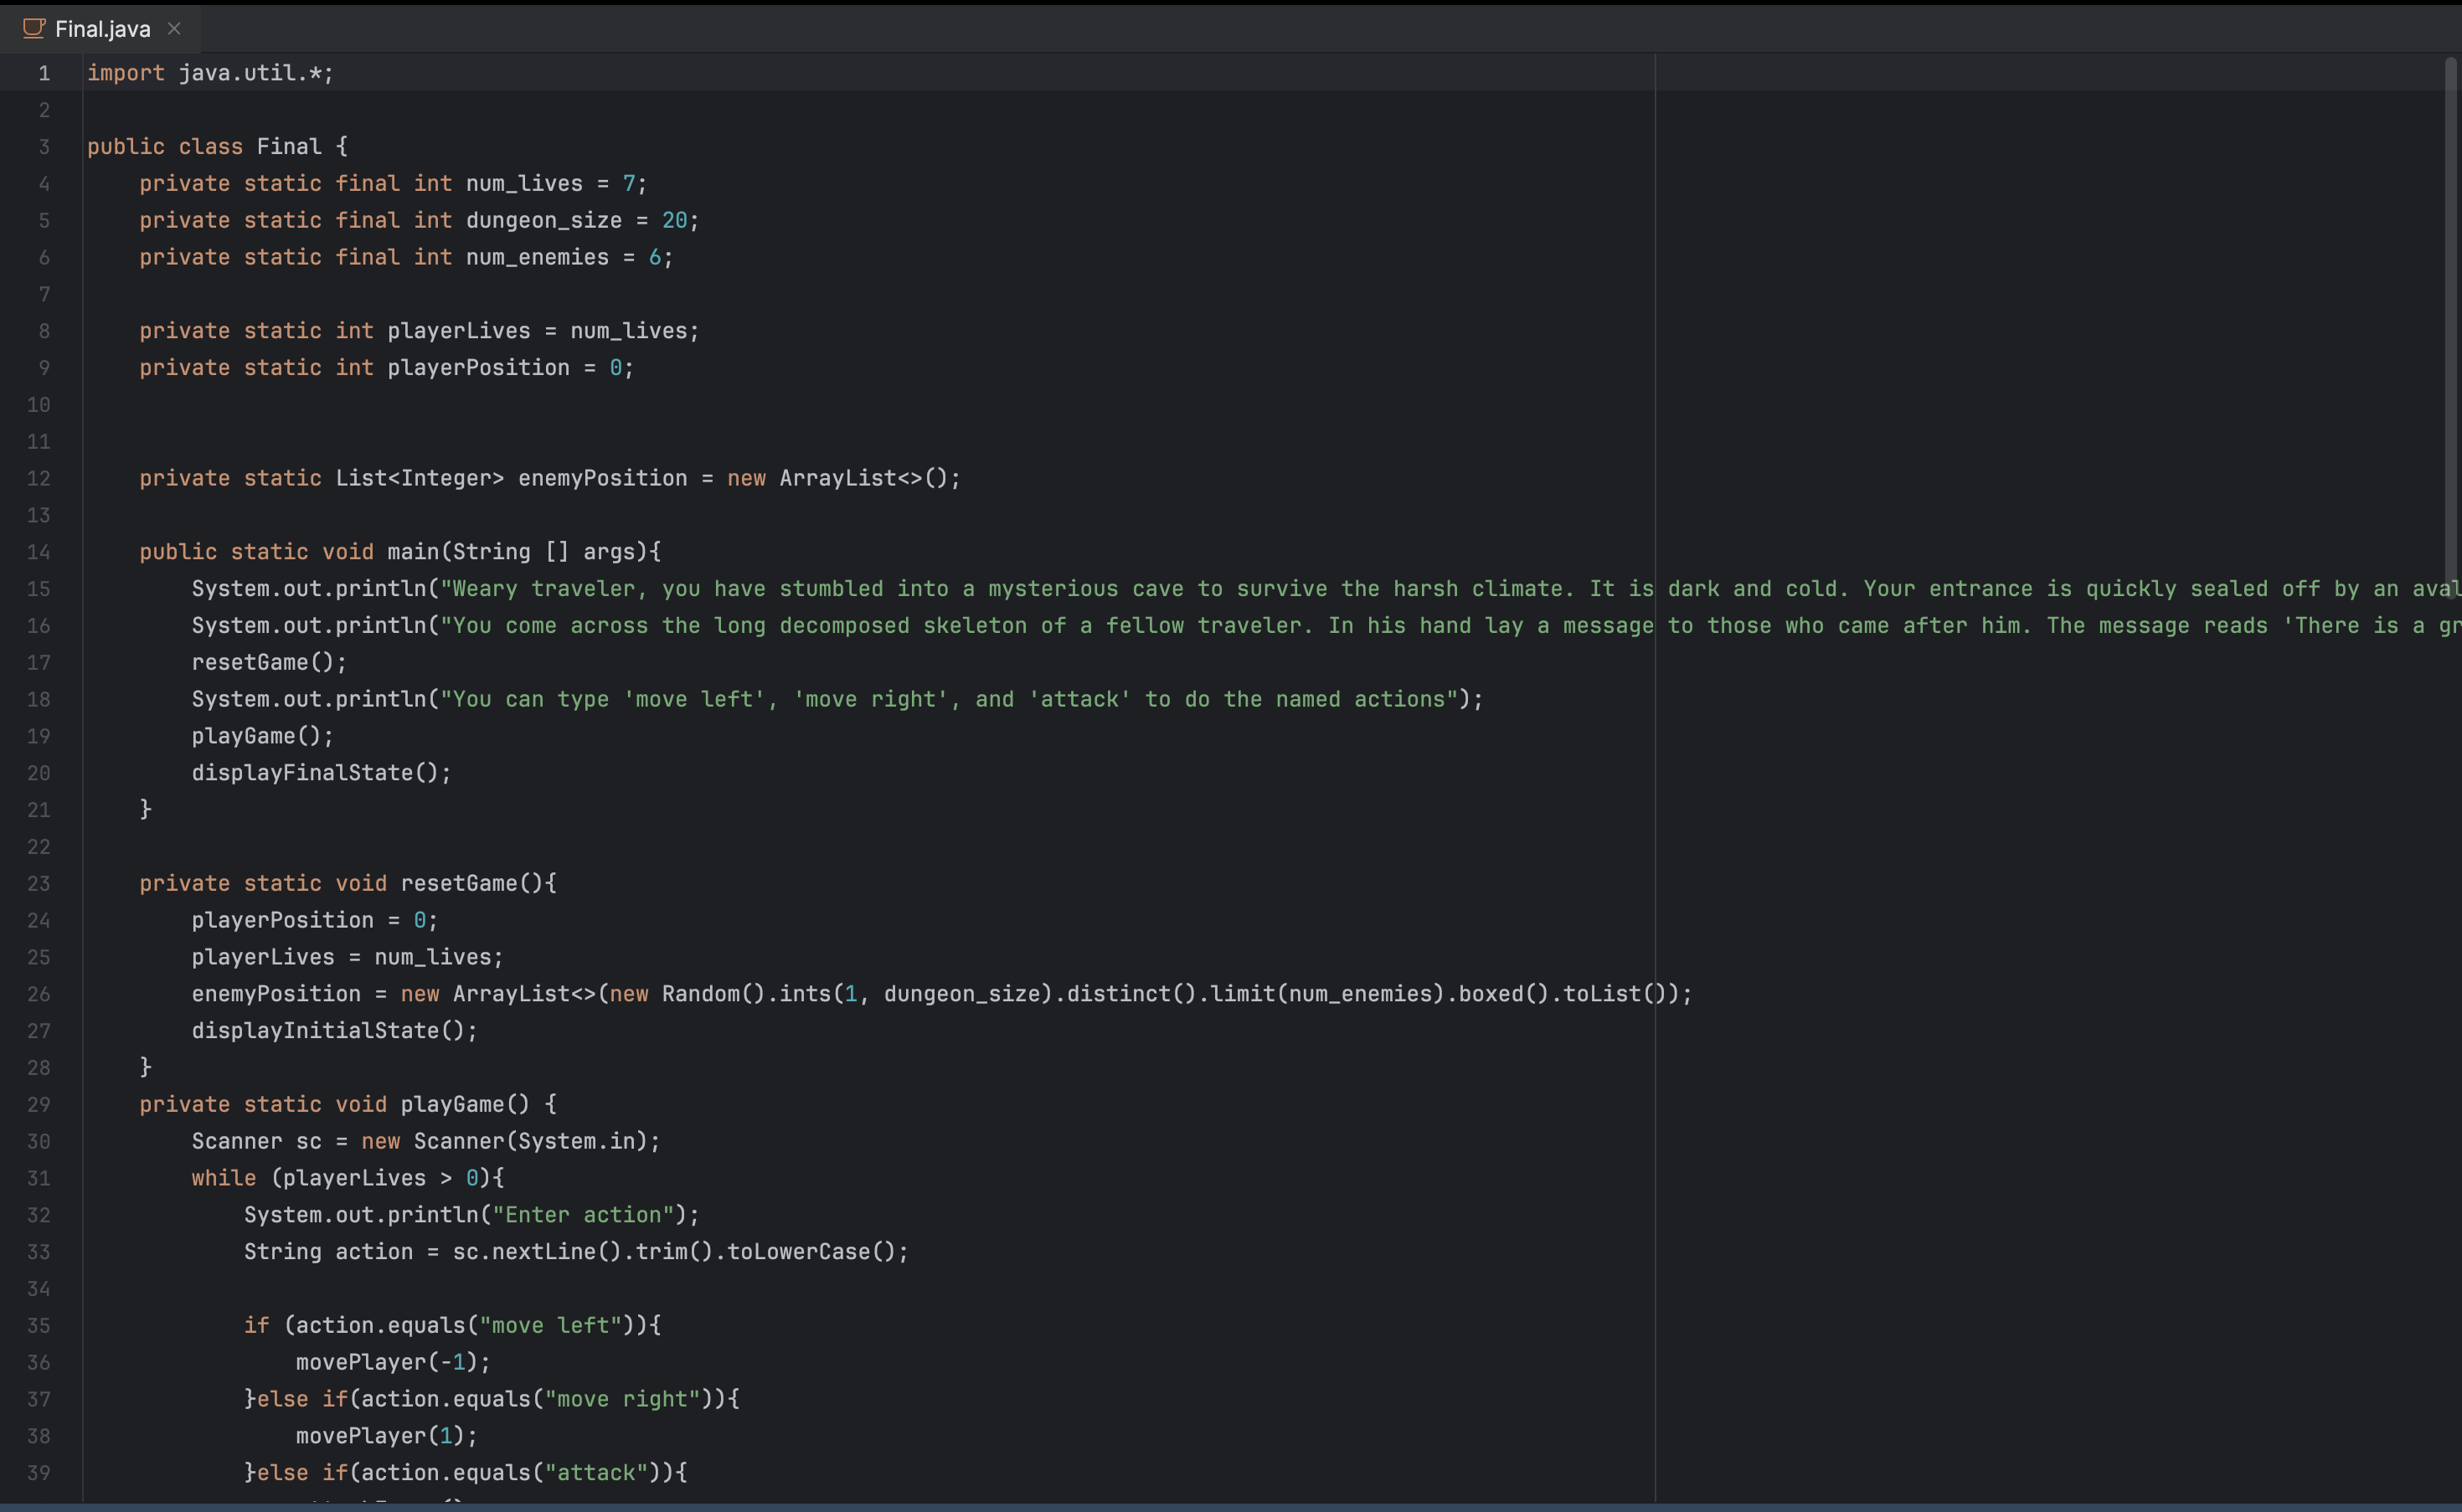 Final.java
1 import java.util.*;
2
3 public class Final {
4     private static final int num_lives = 7;
5     private static final int dungeon_size = 20;
6     private static final int num_enemies = 6;
7
8     private static int playerLives = num_lives;
9     private static int playerPosition = 0;
10
11
12     private static List<Integer> enemyPosition = new ArrayList<>();
13
14     public static void main(String [] args){
15         System.out.println("Weary traveler, you have stumbled into a mysterious cave to survive the harsh climate. It is dark and cold. Your entrance is quickly sealed off by an
16         System.out.println("You come across the long decomposed skeleton of a fellow traveler. In his hand lay a message to those who came after him. The message reads 'There is a
17         resetGame();
18         System.out.println("You can type 'move left', 'move right', and 'attack' to do the named actions");
19         playGame();
20         displayFinalState();
21     }
22
23     private static void resetGame(){
24         playerPosition = 0;
25         playerLives = num_lives;
26         enemyPosition = new ArrayList<>(new Random().ints(1, dungeon_size).distinct().limit(num_enemies).boxed().toList());
27         displayInitialState();
28     }
29     private static void playGame() {
30         Scanner sc = new Scanner(System.in);
31         while (playerLives > 0){
32             System.out.println("Enter action");
33             String action = sc.nextLine().trim().toLowerCase();
34
35             if (action.equals("move left")){
36                 movePlayer(-1);
37             }else if(action.equals("move right")){
38                 movePlayer(1);
39             }else if(action.equals("attack")){